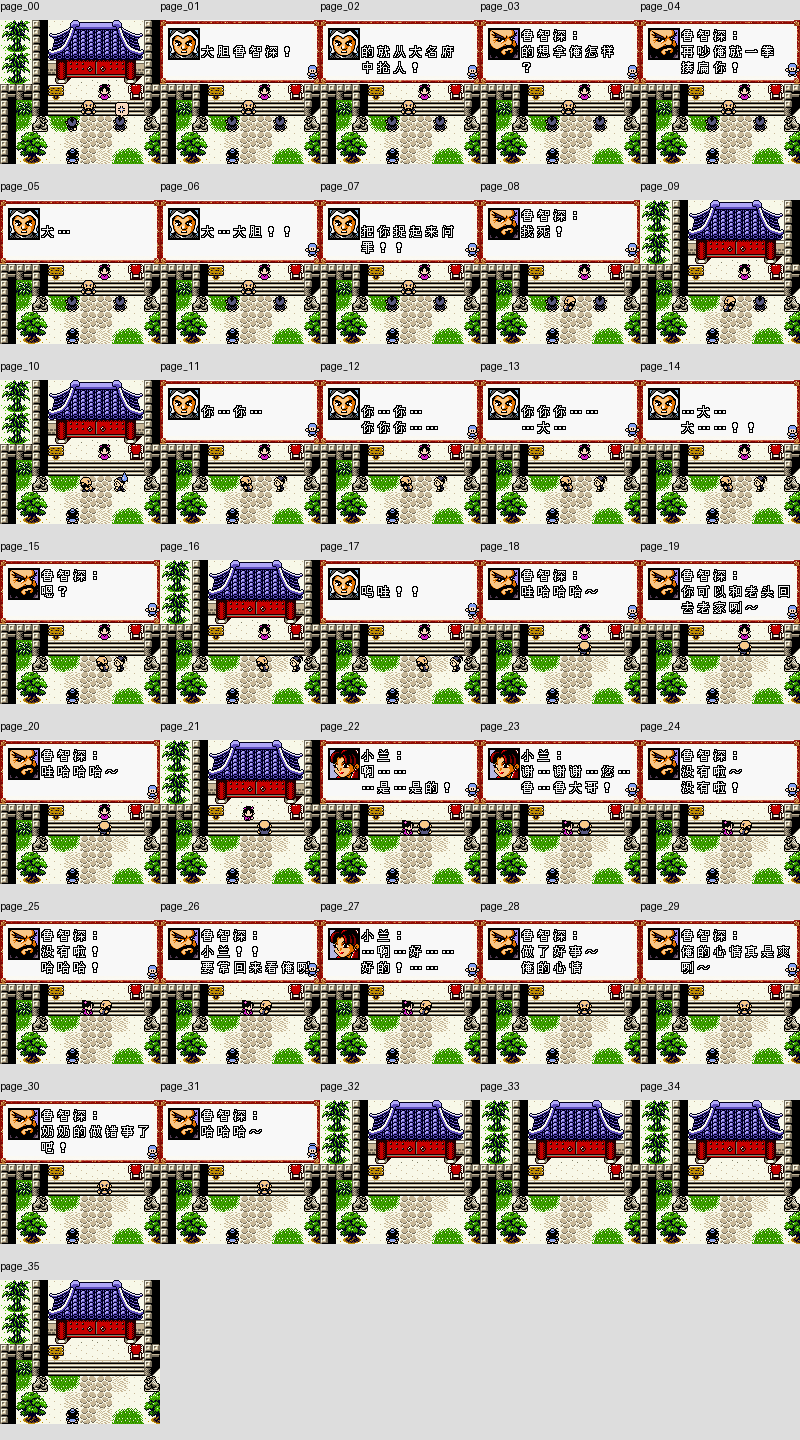 page_00
page_01
大胆鲁智深！
page_02
的就从大名府
中抢人！
page_03
鲁智深：
的想拿俺怎样
？
page_04
鲁智深：
再吵俺就一拳
揍扁你！
page_05
大┅
page_06
大┅大胆！！
page_07
把你捉起来问
罪！！
page_08
鲁智深：
找死！
page_09
page_10
page_11
你┅你┅
page_12
你┅你┅
你你你┅┅
page_13
你你你┅┅
┅大┅
page_14
┅大┅
大┅┅！！
page_15
鲁智深：
嗯？
page_16
page_17
呜哇！！
page_18
鲁智深：
哇哈哈哈～
page_19
鲁智深：
你可以和老头回
去老家咧～
page_20
鲁智深：
哇哈哈哈～
page_21
page_22
小兰：
啊┅┅
┅是┅是的！
page_23
小兰：
谢┅谢谢┅您┅
鲁┅鲁大哥！
page_24
鲁智深：
没有啦～
没有啦！
page_25
鲁智深：
没有啦！
哈哈哈！
page_26
鲁智深：
小兰！！
要常回来看俺咧
page_27
小兰：
┅啊┅好┅┅
好的！┅┅
page_28
鲁智深：
做了好事～
俺的心情
page_29
鲁智深：
俺的心情真是爽
咧～
page_30
鲁智深：
奶奶的做错事了
吧！
page_31
鲁智深：
哈哈哈～
page_32
page_33
page_34
page_35